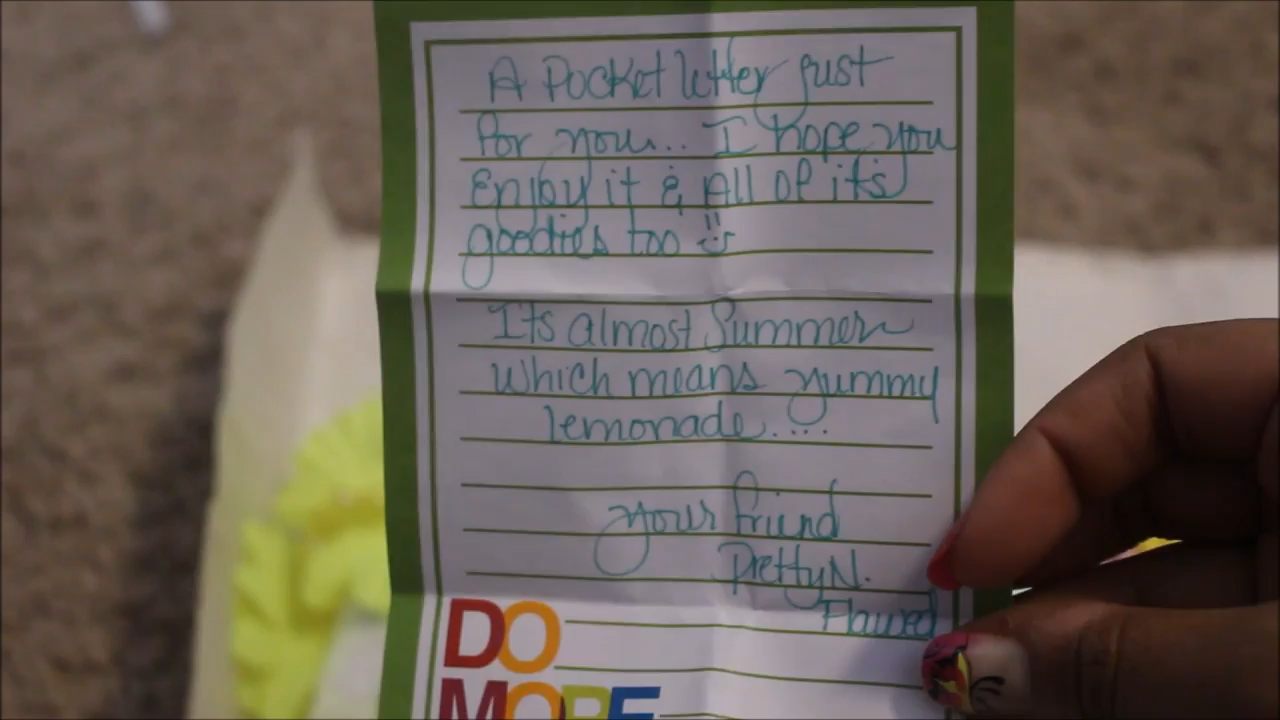 A Pocket letter just
for you... I hope you
Enjoy it & All of its
goodies too
Its almost Summer
which means yummy
lemonade....
your friend
PrettyN.
Flawed
DO
MORE